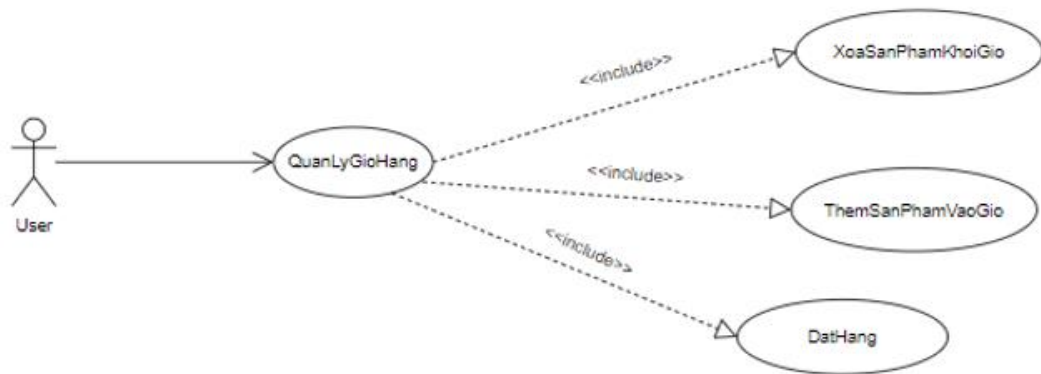 XoaSanPhamKhoiGio
<<include>>
QuanLyGioHang
<<include>>
ThemSanPhamVaoGio
User
<<include>>
DatHang